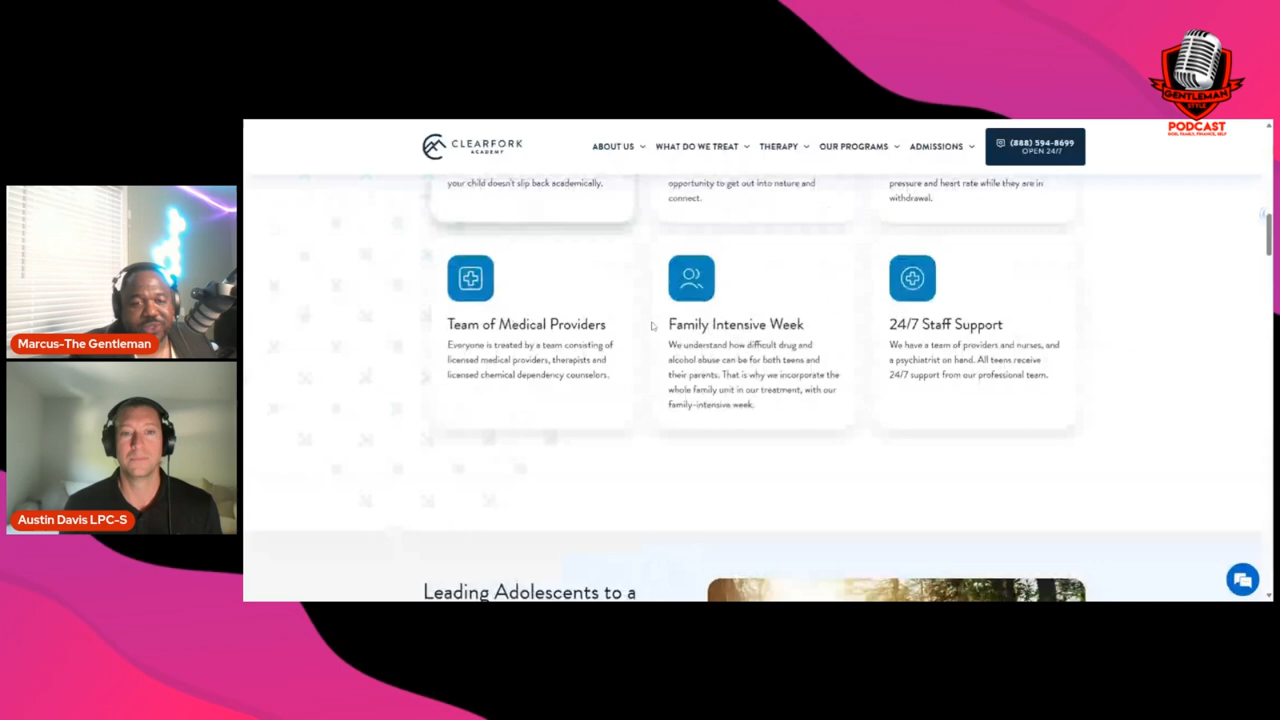 GENTLEMAN
STYLE
PODCAST
CLEARFORK
ACADEMY
ABOUT US
WHAT DO WE TREAT
THERAPY
OUR PROGRAMS
ADMISSIONS
(888) 594-8699
OPEN 24/7
your child doesn't slip back academically.
opportunity to get out into nature and
connect.
pressure and heart rate while they are in
withdrawal.
Team of Medical Providers
Everyone is treated by a team consisting of
licensed medical providers, therapists and
licensed chemical dependency counselors.
Family Intensive Week
We understand how difficult drug and
alcohol abuse can be for both teens and
their parents. That is why we incorporate the
whole family unit in our treatment, with our
family-intensive week.
24/7 Staff Support
We have a team of providers and nurses, and
a psychiatrist on hand. All teens receive
24/7 support from our professional team.
Leading Adolescents to a
Marcus-The Gentleman
Austin Davis LPC-S